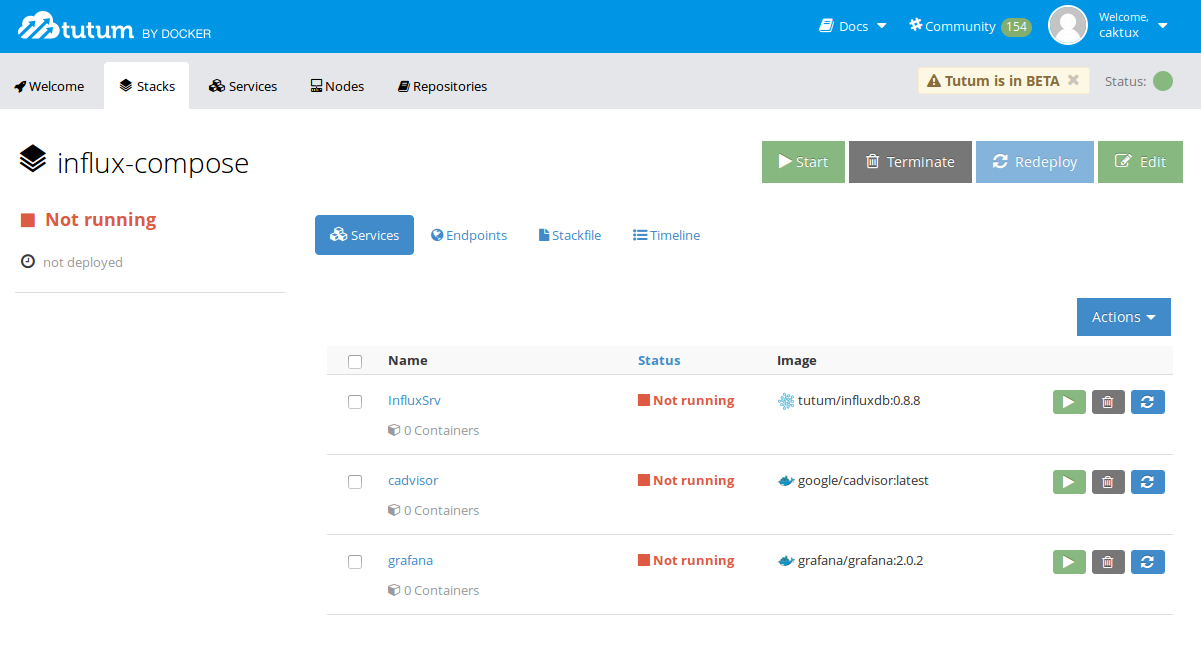 tutum BY DOCKER
Docs
Community 154
Welcome,
caktux
Welcome
Stacks
Services
Nodes
Repositories
Tutum is in BETA
Status:
influx-compose
Start
Terminate
Redeploy
Edit
Not running
not deployed
Services
Endpoints
Stackfile
Timeline
Actions
Name Status Image
InfluxSrv Not running tutum/influxdb:0.8.8
0 Containers
cadvisor Not running google/cadvisor:latest
0 Containers
grafana Not running grafana/grafana:2.0.2
0 Containers